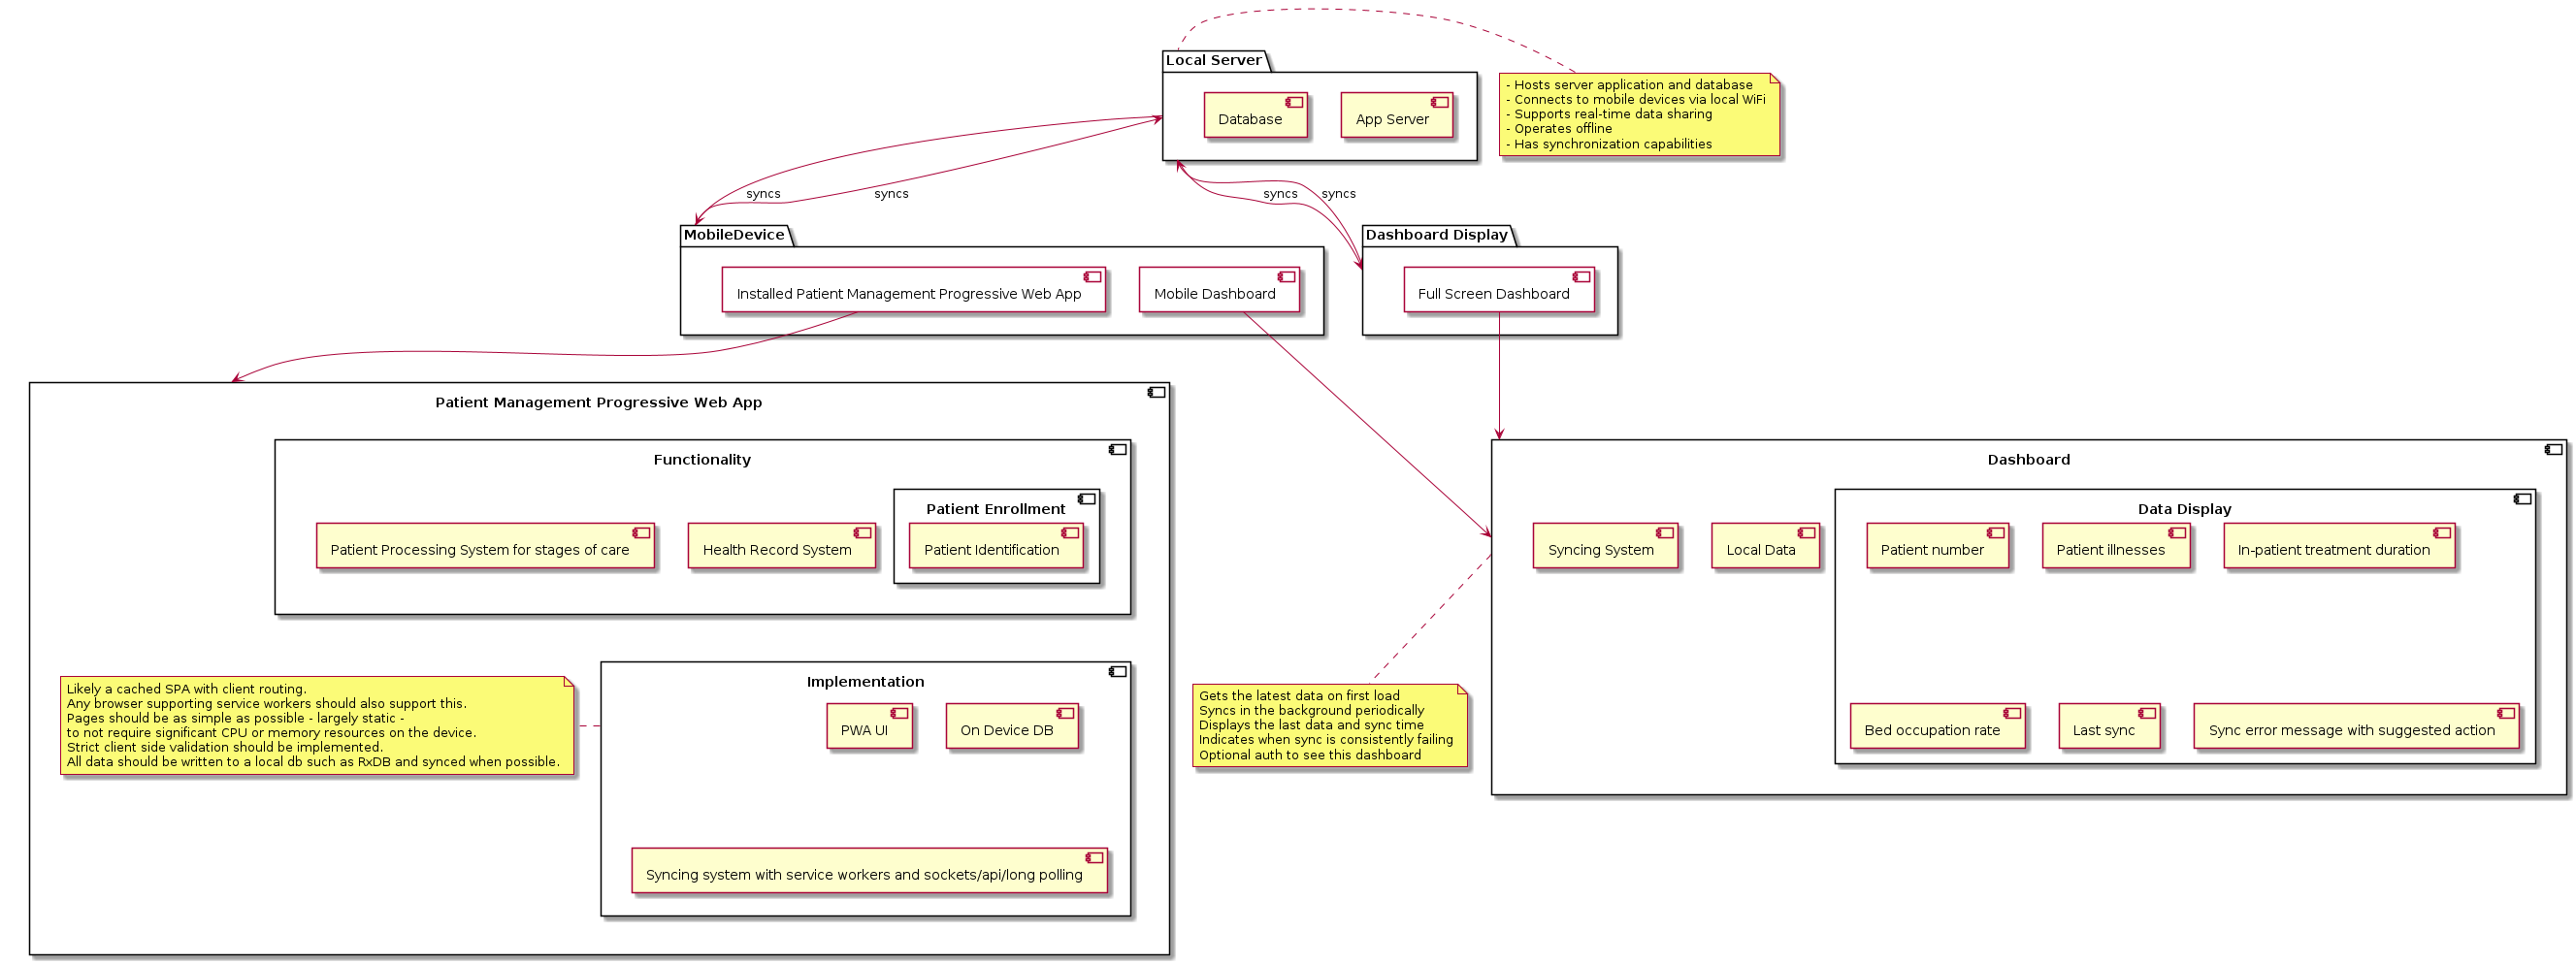 Local Server
Database
App Server
- Hosts server application and database
- Connects to mobile devices via local WiFi
- Supports real-time data sharing
- Operates offline
- Has synchronization capabilities
syncs
syncs
syncs
syncs
MobileDevice
Installed Patient Management Progressive Web App
Mobile Dashboard
Dashboard Display
Full Screen Dashboard
Patient Management Progressive Web App
Functionality
Patient Processing System for stages of care
Health Record System
Patient Enrollment
Patient Identification
Likely a cached SPA with client routing.
Any browser supporting service workers should also support this.
Pages should be as simple as possible - largely static -
to not require significant CPU or memory resources on the device.
Strict client side validation should be implemented.
All data should be written to a local db such as RxDB and synced when possible.
Implementation
PWA UI
On Device DB
Syncing system with service workers and sockets/api/long polling
Gets the latest data on first load
Syncs in the background periodically
Displays the last data and sync time
Indicates when sync is consistently failing
Optional auth to see this dashboard
Dashboard
Syncing System
Local Data
Data Display
Patient number
Patient illnesses
In-patient treatment duration
Bed occupation rate
Last sync
Sync error message with suggested action